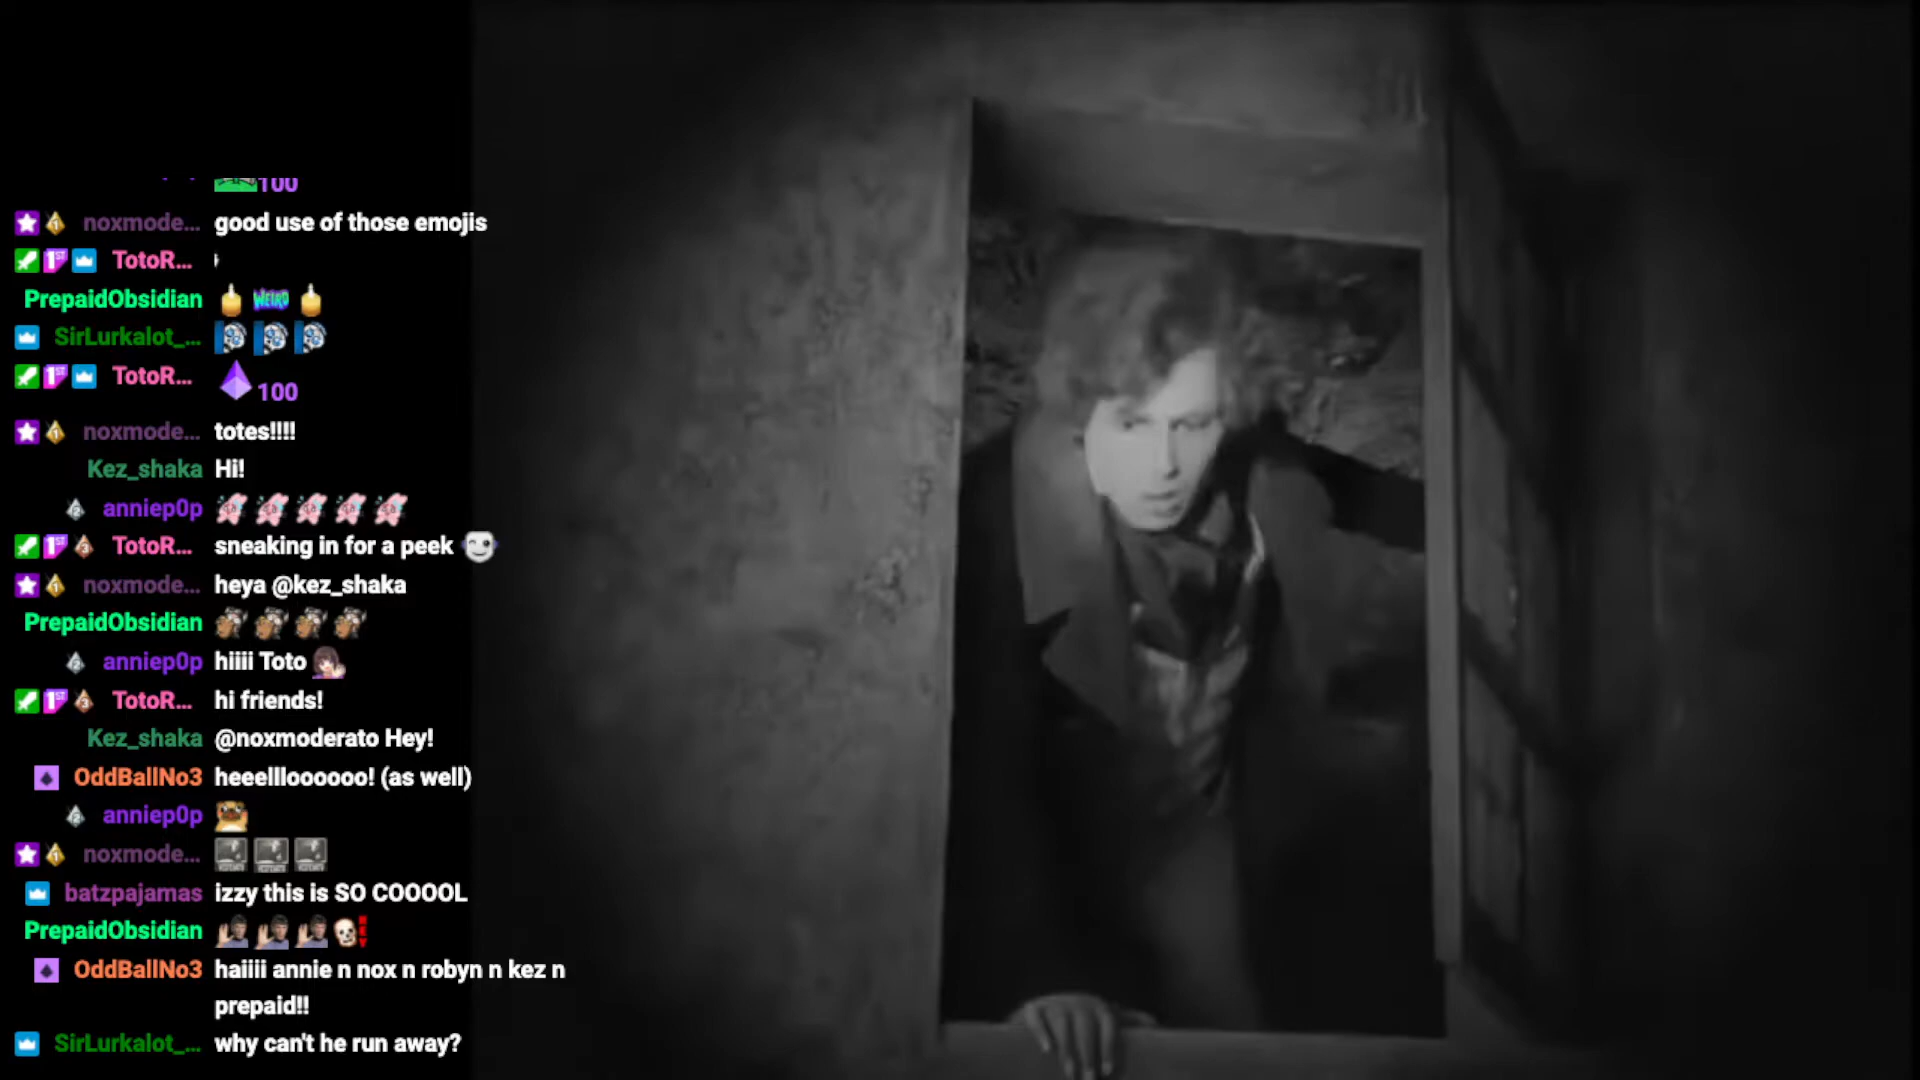 100
noxmode... good use of those emojis
TotoR...
PrepaidObsidian WEIRD
SirLurkalot_...
TotoR... 100
noxmode... totes!!!!
Kez_shaka Hi!
anniep0p
TotoR... sneaking in for a peek
noxmode... heya @kez_shaka
PrepaidObsidian
anniep0p hiiii Toto
TotoR... hi friends!
Kez_shaka @noxmoderato Hey!
OddBallNo3 heeellloooooo! (as well)
anniep0p
noxmode...
batzpajamas izzy this is SO COOOOL
PrepaidObsidian
OddBallNo3 haiiii annie n nox n robyn n kez n
prepaid!!
SirLurkalot_... why can't he run away?